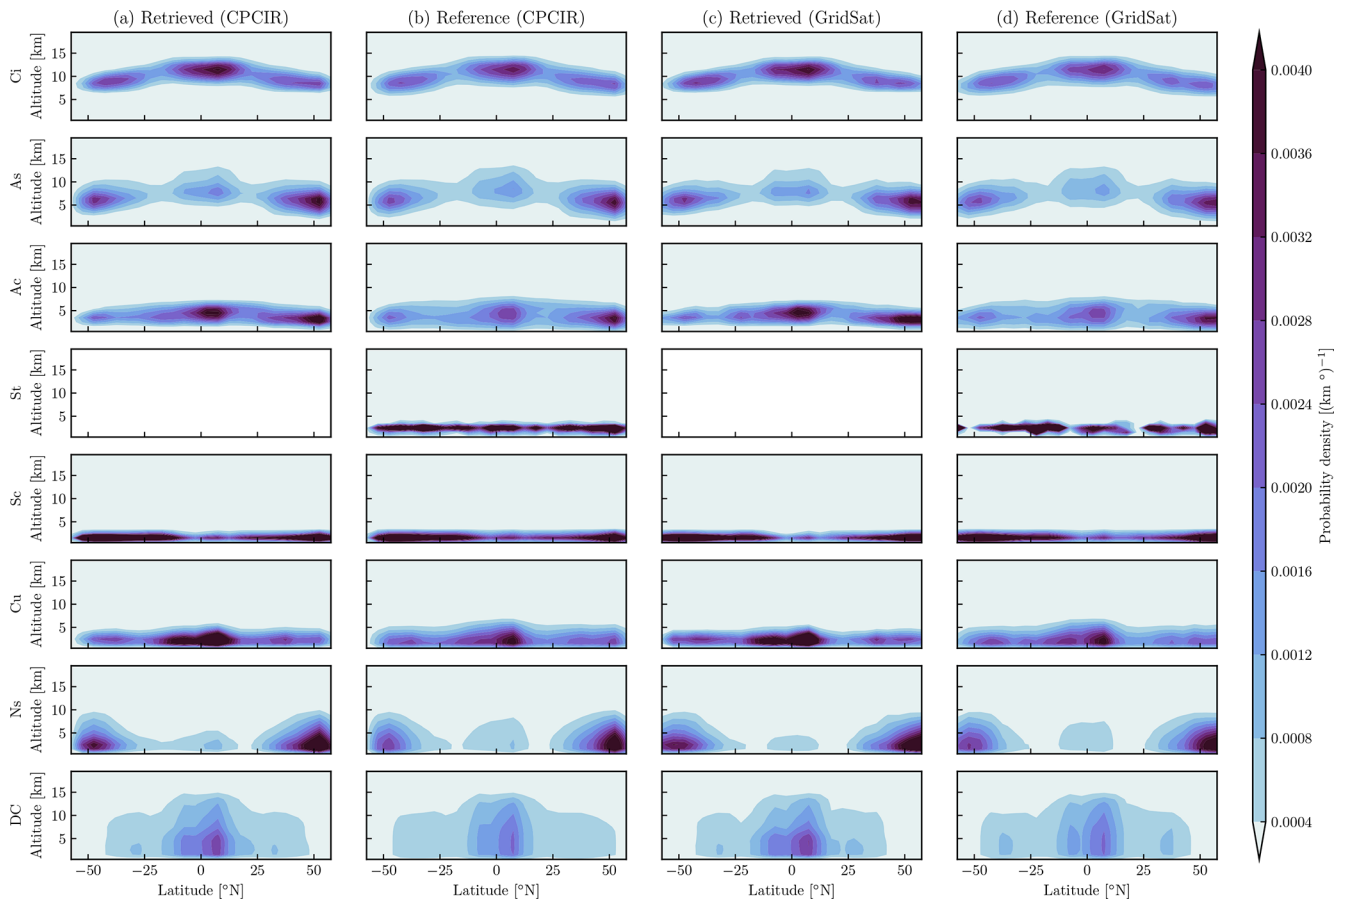 (a) Retrieved (CPCIR)
(b) Reference (CPCIR)
(c) Retrieved (GridSat)
(d) Reference (GridSat)
Ci
Altitude [km]
15
10
5
As
Altitude [km]
15
10
5
Ac
Altitude [km]
15
10
5
St
Altitude [km]
15
10
5
Sc
Altitude [km]
15
10
5
Cu
Altitude [km]
15
10
5
Ns
Altitude [km]
15
10
5
DC
Altitude [km]
15
10
5
−50 −25 0 25 50
Latitude [°N]
−50 −25 0 25 50
Latitude [°N]
−50 −25 0 25 50
Latitude [°N]
−50 −25 0 25 50
Latitude [°N]
0.0040
0.0036
0.0032
0.0028
0.0024
0.0020
0.0016
0.0012
0.0008
0.0004
Probability density [(km °)⁻¹]